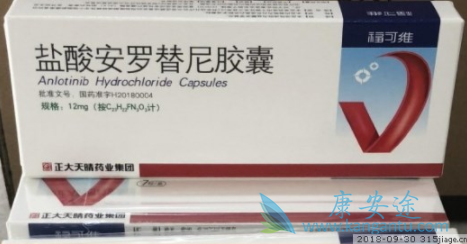 福可维
盐酸安罗替尼胶囊
Anlotinib Hydrochloride Capsules
批准文号:国药准字H20180004
规格:12mg(按C₂₃H₂₂FN₃O₃计)
正大天晴药业集团
康安途
2018-09-30 315jiage.cn